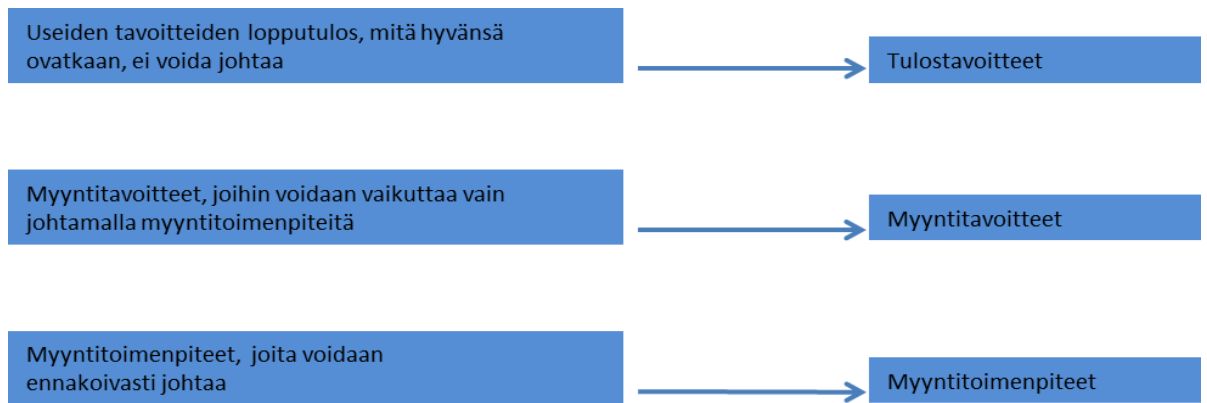 Useiden tavoitteiden lopputulos, mitä hyvänsä
ovatkaan, ei voida johtaa
Tulostavoitteet
Myyntitavoitteet, joihin voidaan vaikuttaa vain
johtamalla myyntitoimenpiteitä
Myyntitavoitteet
Myyntitoimenpiteet, joita voidaan
ennakoivasti johtaa
Myyntitoimenpiteet